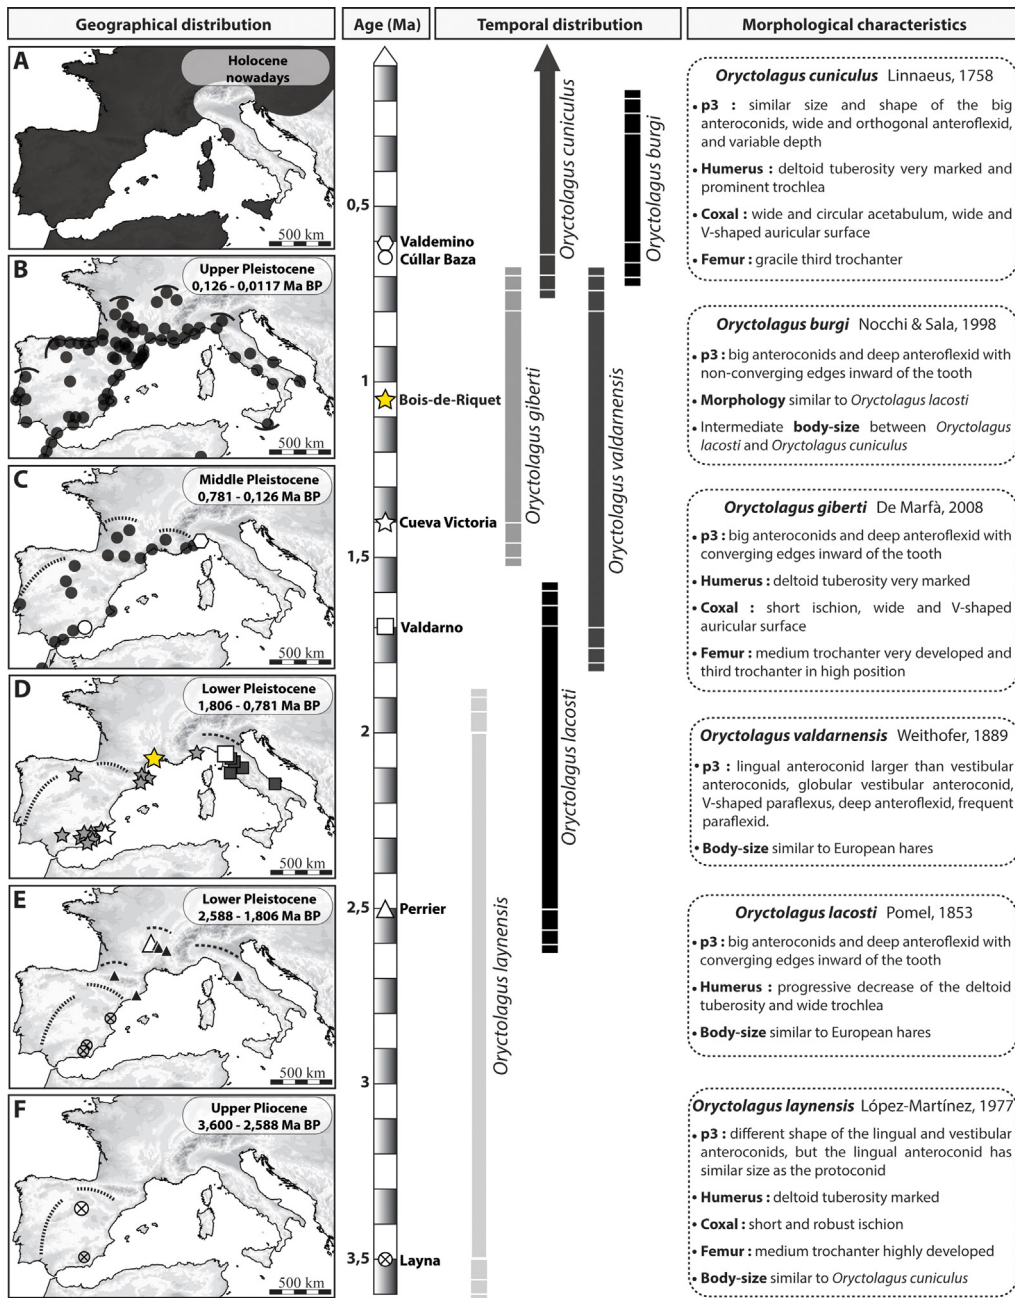 Geographical distribution
Age (Ma)
Temporal distribution
Morphological characteristics
A
Holocene
nowadays
500 km
B
Upper Pleistocene
0,126 - 0,0117 Ma BP
500 km
C
Middle Pleistocene
0,781 - 0,126 Ma BP
500 km
D
Lower Pleistocene
1,806 - 0,781 Ma BP
500 km
E
Lower Pleistocene
2,588 - 1,806 Ma BP
500 km
F
Upper Pliocene
3,600 - 2,588 Ma BP
500 km
0,5
Valdemino
Cúllar Baza
1
Bois-de-Riquet
Cueva Victoria
1,5
Valdarno
2
2,5
Perrier
3
3,5
Layna
Oryctolagus cuniculus
Oryctolagus burgi
Oryctolagus giberti
Oryctolagus valdarnensis
Oryctolagus lacosti
Oryctolagus laynensis
Oryctolagus cuniculus Linnaeus, 1758
• p3 : similar size and shape of the big
anteroconids, wide and orthogonal anteroflexid,
and variable depth
• Humerus : deltoid tuberosity very marked and
prominent trochlea
• Coxal : wide and circular acetabulum, wide and
V-shaped auricular surface
• Femur : gracile third trochanter
Oryctolagus burgi Nocchi & Sala, 1998
• p3 : big anteroconids and deep anteroflexid with
non-converging edges inward of the tooth
• Morphology similar to Oryctolagus lacosti
• Intermediate body-size between Oryctolagus
lacosti and Oryctolagus cuniculus
Oryctolagus giberti De Marfà, 2008
• p3 : big anteroconids and deep anteroflexid with
converging edges inward of the tooth
• Humerus : deltoid tuberosity very marked
• Coxal : short ischion, wide and V-shaped
auricular surface
• Femur : medium trochanter very developed and
third trochanter in high position
Oryctolagus valdarnensis Weithofer, 1889
• p3 : lingual anteroconid larger than vestibular
anteroconids, globular vestibular anteroconid,
V-shaped paraflexus, deep anteroflexid, frequent
paraflexid.
• Body-size similar to European hares
Oryctolagus lacosti Pomel, 1853
• p3 : big anteroconids and deep anteroflexid with
converging edges inward of the tooth
• Humerus : progressive decrease of the deltoid
tuberosity and wide trochlea
• Body-size similar to European hares
Oryctolagus laynensis López-Martínez, 1977
• p3 : different shape of the lingual and vestibular
anteroconids, but the lingual anteroconid has
similar size as the protoconid
• Humerus : deltoid tuberosity marked
• Coxal : short and robust ischion
• Femur : medium trochanter highly developed
• Body-size similar to Oryctolagus cuniculus